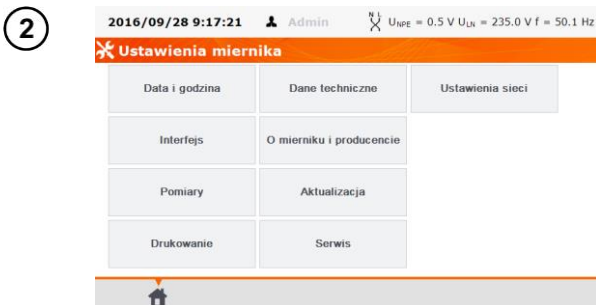 2
2016/09/28 9:17:21 Admin N L UNPE = 0.5 V ULN = 235.0 V f = 50.1 Hz
Ustawienia miernika
Data i godzina Dane techniczne Ustawienia sieci
Interfejs O mierniku i producencie
Pomiary Aktualizacja
Drukowanie Serwis